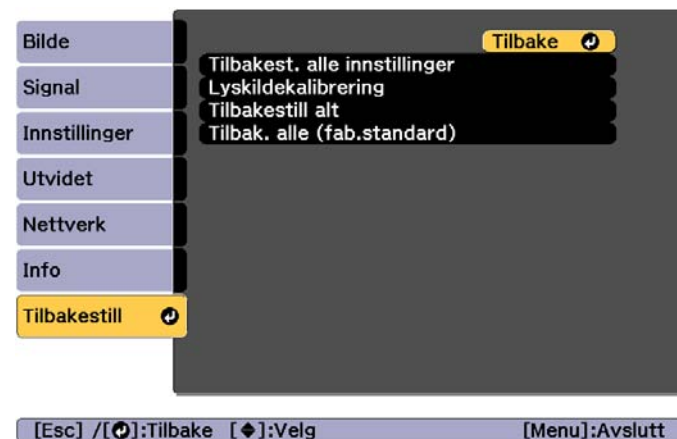 Bilde
Signal
Innstillinger
Utvidet
Nettverk
Info
Tilbakestill
Tilbake
Tilbakest. alle innstillinger
Lyskildekalibrering
Tilbakestill alt
Tilbak. alle (fab.standard)
[Esc] /[⏎]:Tilbake [◆]:Velg [Menu]:Avslutt